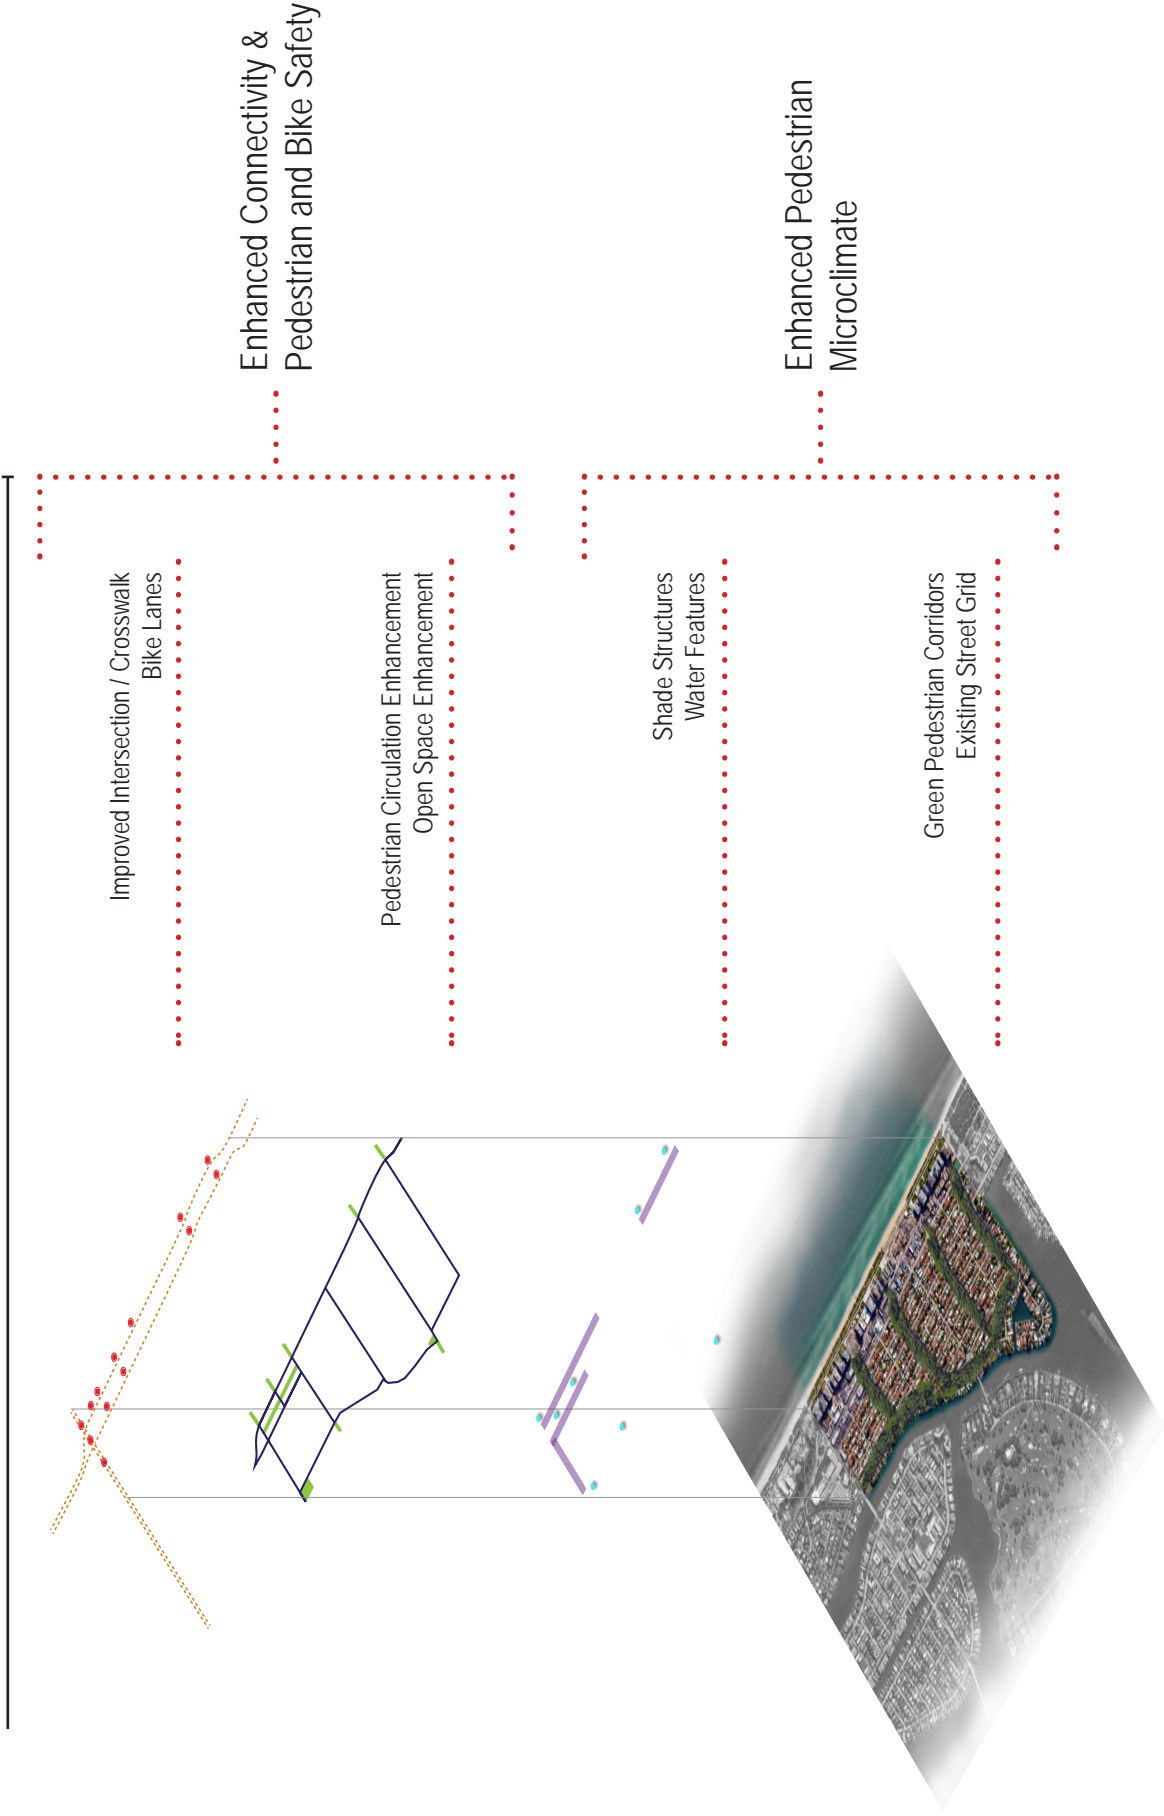 Enhanced Connectivity &
Pedestrian and Bike Safety
Improved Intersection / Crosswalk
Bike Lanes
Pedestrian Circulation Enhancement
Open Space Enhancement
Enhanced Pedestrian
Microclimate
Shade Structures
Water Features
Green Pedestrian Corridors
Existing Street Grid